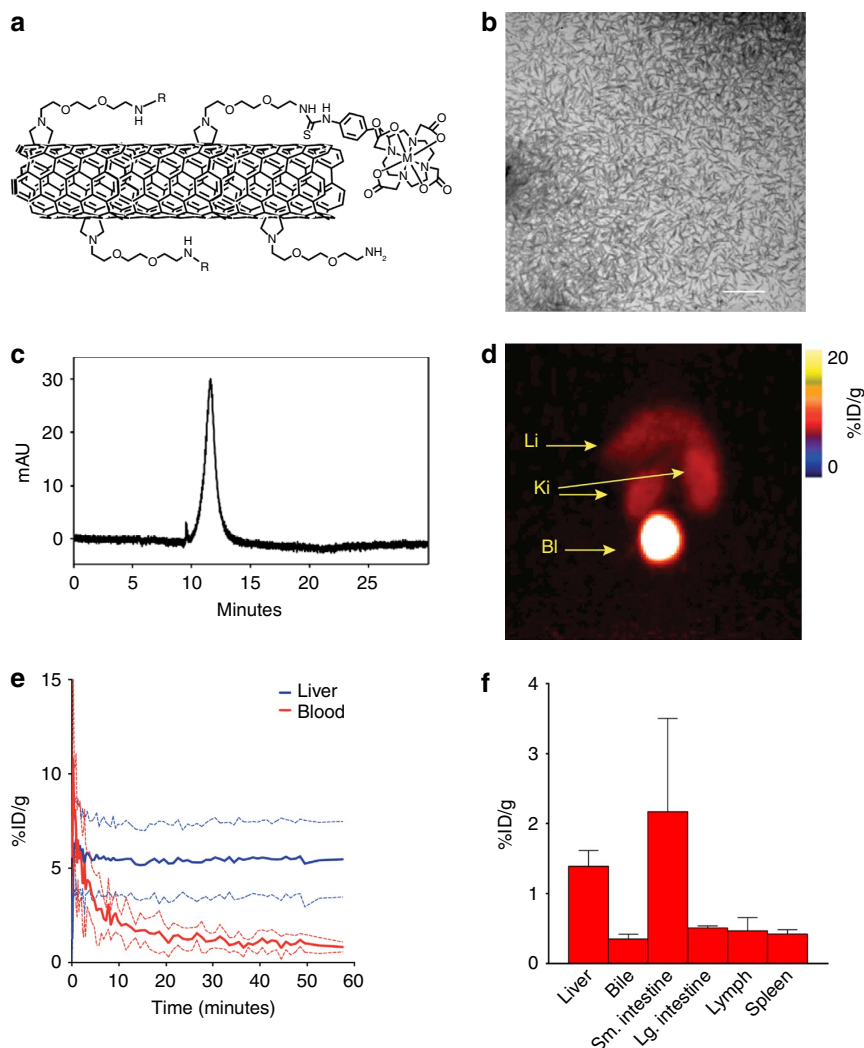 a
R
H
N
O
O
N
H
N
H
N
S
O
O
N
O
O
N
N
M
N
N
O
O
O
O
N
O
O
H
N
R
N
O
O
NH2
b
c
30
20
10
0
mAU
0 5 10 15 20 25
Minutes
d
Li
Ki
Bl
20
0
%ID/g
e
15
10
5
0
%ID/g
Liver
Blood
0 10 20 30 40 50 60
Time (minutes)
f
4
3
2
1
0
%ID/g
Liver
Bile
Sm. intestine
Lg. intestine
Lymph
Spleen